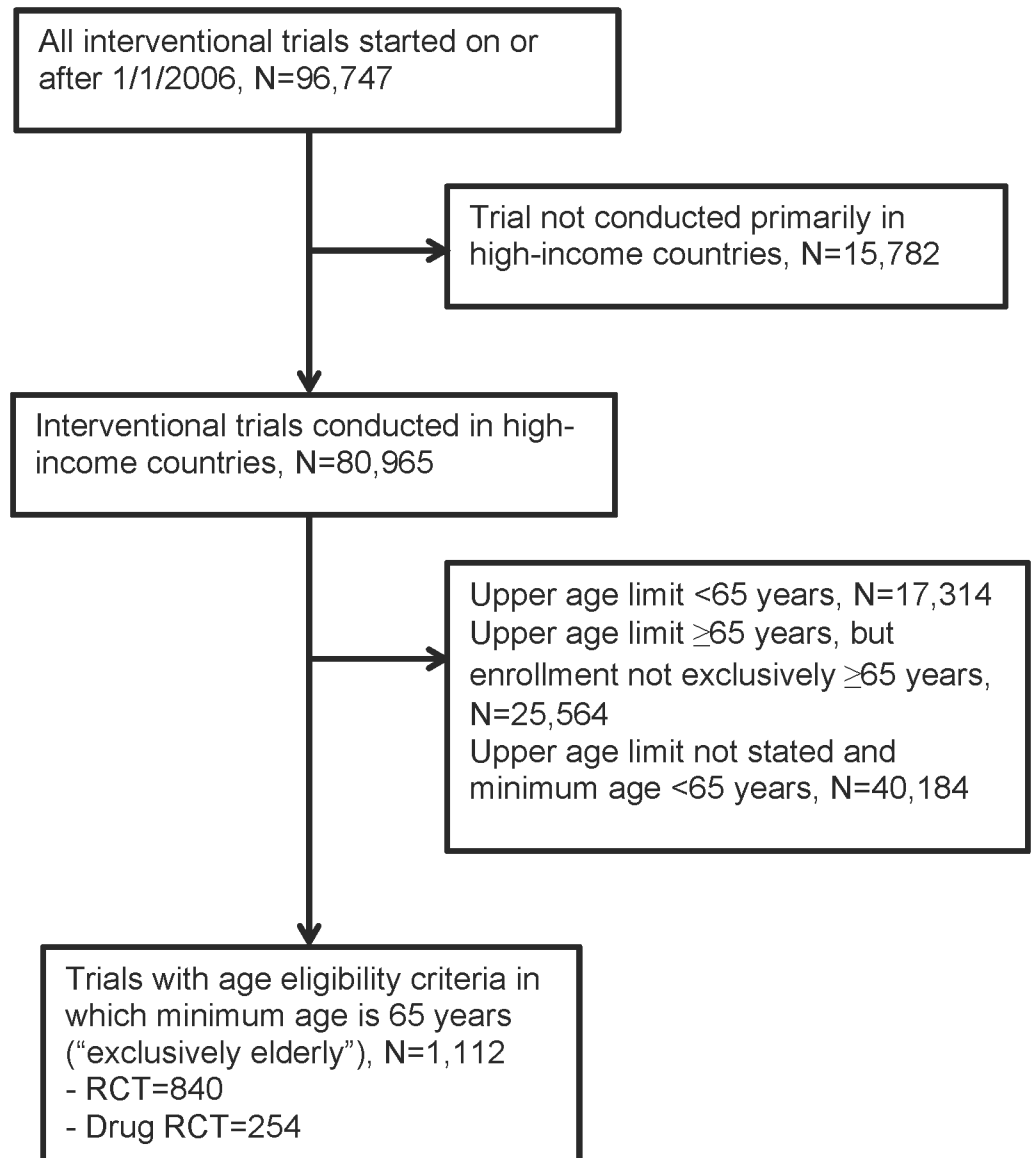 All interventional trials started on or
after 1/1/2006, N=96,747
Trial not conducted primarily in
high-income countries, N=15,782
Interventional trials conducted in high-
income countries, N=80,965
Upper age limit <65 years, N=17,314
Upper age limit ≥65 years, but
enrollment not exclusively ≥65 years,
N=25,564
Upper age limit not stated and
minimum age <65 years, N=40,184
Trials with age eligibility criteria in
which minimum age is 65 years
(“exclusively elderly”), N=1,112
- RCT=840
- Drug RCT=254